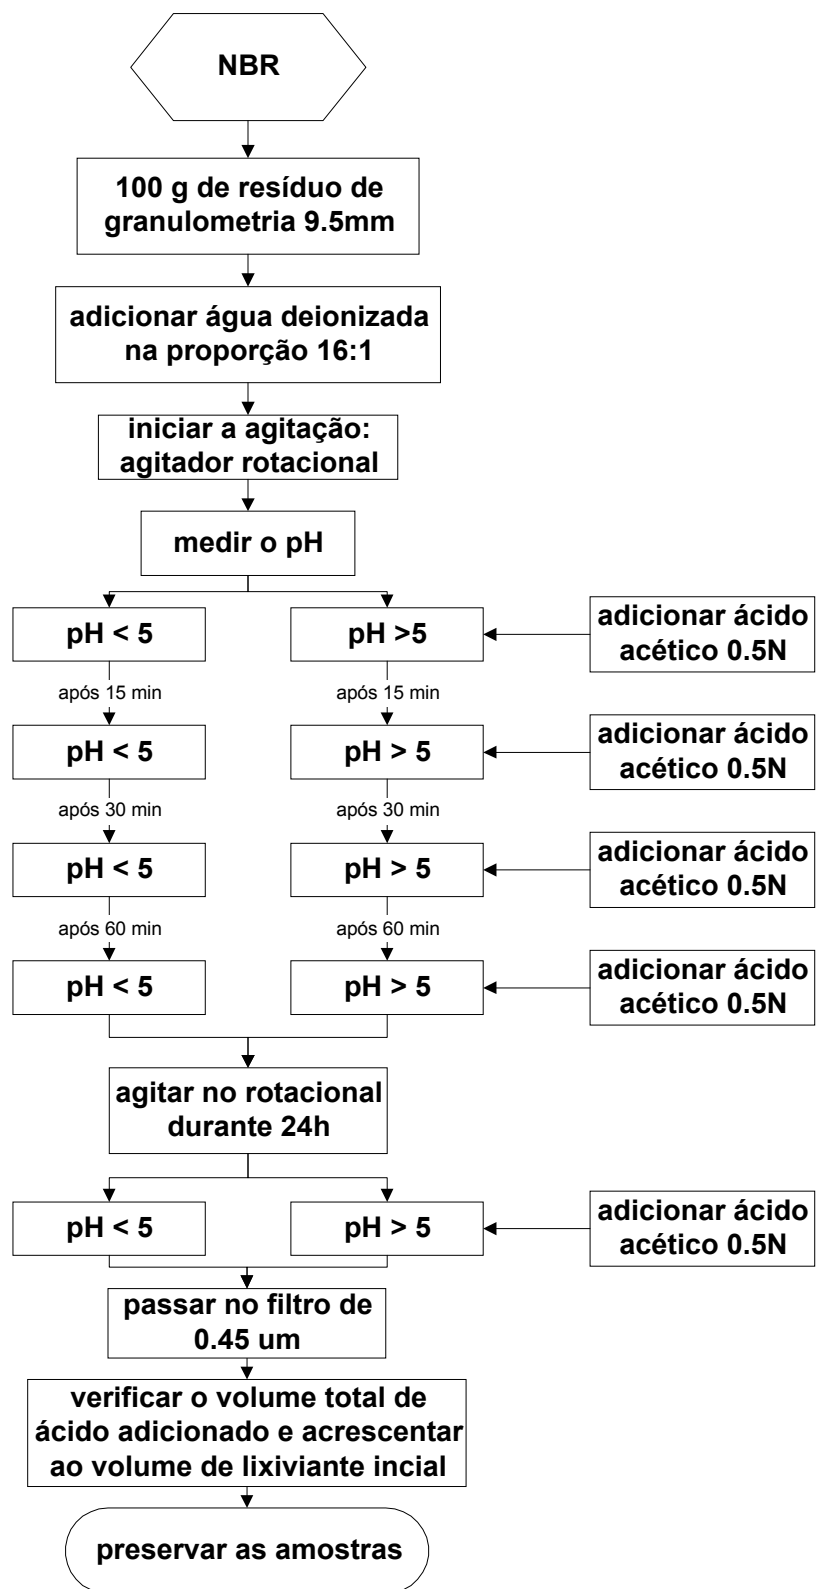 NBR
100 g de resíduo de
granulometria 9.5mm
adicionar água deionizada
na proporção 16:1
iniciar a agitação:
agitador rotacional
medir o pH
pH < 5
pH >5
adicionar ácido
acético 0.5N
após 15 min
após 15 min
pH < 5
pH > 5
adicionar ácido
acético 0.5N
após 30 min
após 30 min
pH < 5
pH > 5
adicionar ácido
acético 0.5N
após 60 min
após 60 min
pH < 5
pH > 5
adicionar ácido
acético 0.5N
agitar no rotacional
durante 24h
pH < 5
pH > 5
adicionar ácido
acético 0.5N
passar no filtro de
0.45 um
verificar o volume total de
ácido adicionado e acrescentar
ao volume de lixiviante incial
preservar as amostras